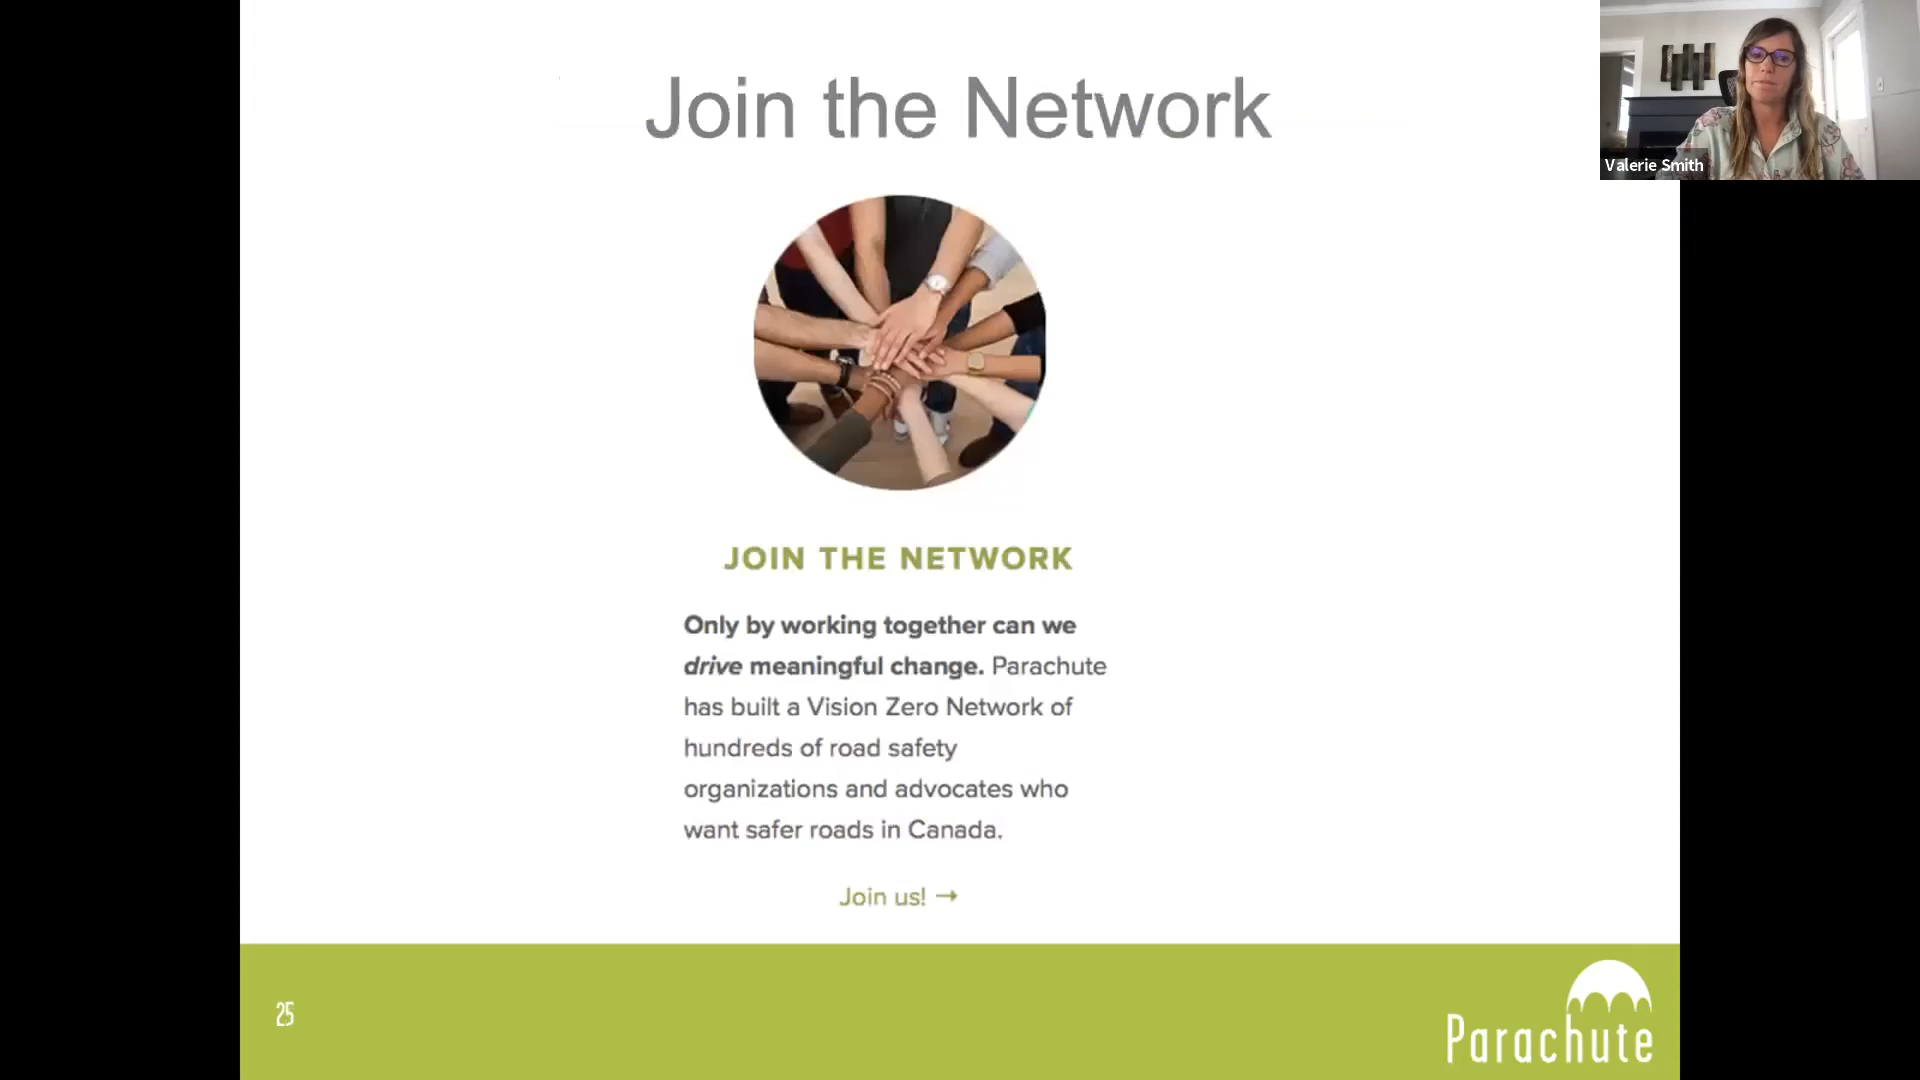 Join the Network
Valerie Smith
JOIN THE NETWORK
Only by working together can we
drive meaningful change. Parachute
has built a Vision Zero Network of
hundreds of road safety
organizations and advocates who
want safer roads in Canada.
Join us! →
25
Parachute